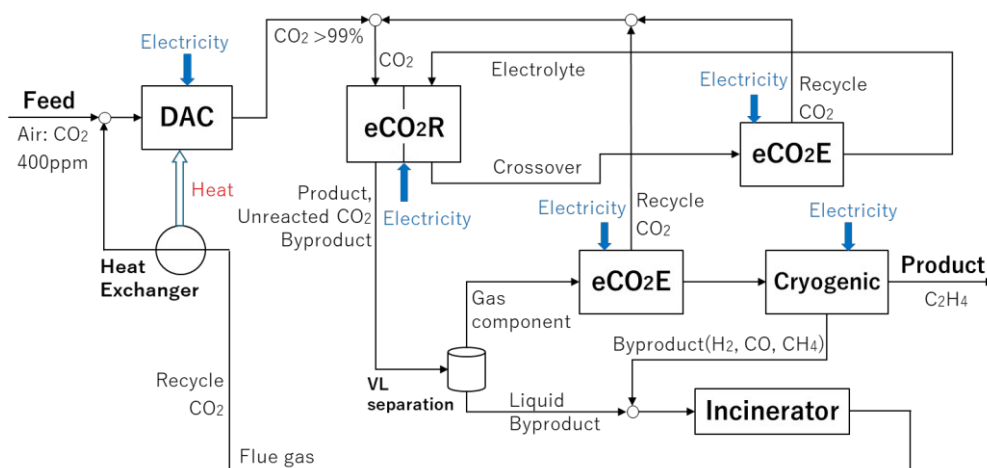 Electricity
CO2 >99%
CO2
Electrolyte
Electricity
Recycle
CO2
Feed
DAC
eCO2R
eCO2E
Air: CO2
400ppm
Crossover
Heat
Product,
Unreacted CO2
Byproduct
Electricity
Electricity
Recycle
CO2
Electricity
Heat
Exchanger
eCO2E
Cryogenic
Product
C2H4
Gas
component
Byproduct(H2, CO, CH4)
VL
separation
Recycle
CO2
Liquid
Byproduct
Incinerator
Flue gas